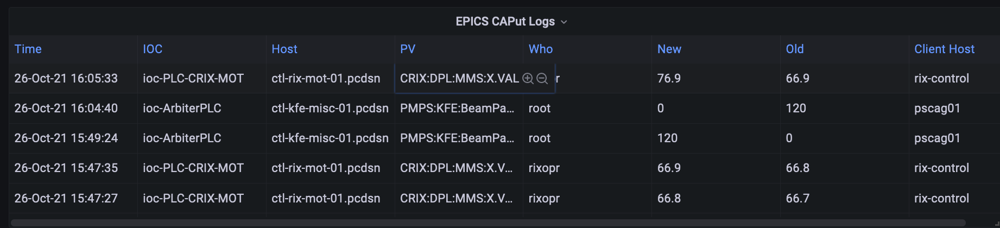 EPICS CAPut Logs
Time IOC Host PV Who New Old Client Host
26-Oct-21 16:05:33 ioc-PLC-CRIX-MOT ctl-rix-mot-01.pcdsn CRIX:DPL:MMS:X.VAL r 76.9 66.9 rix-control
26-Oct-21 16:04:40 ioc-ArbiterPLC ctl-kfe-misc-01.pcdsn PMPS:KFE:BeamPa... root 0 120 pscag01
26-Oct-21 15:49:24 ioc-ArbiterPLC ctl-kfe-misc-01.pcdsn PMPS:KFE:BeamPa... root 120 0 pscag01
26-Oct-21 15:47:35 ioc-PLC-CRIX-MOT ctl-rix-mot-01.pcdsn CRIX:DPL:MMS:X.V... rixopr 66.9 66.8 rix-control
26-Oct-21 15:47:27 ioc-PLC-CRIX-MOT ctl-rix-mot-01.pcdsn CRIX:DPL:MMS:X.V... rixopr 66.8 66.7 rix-control